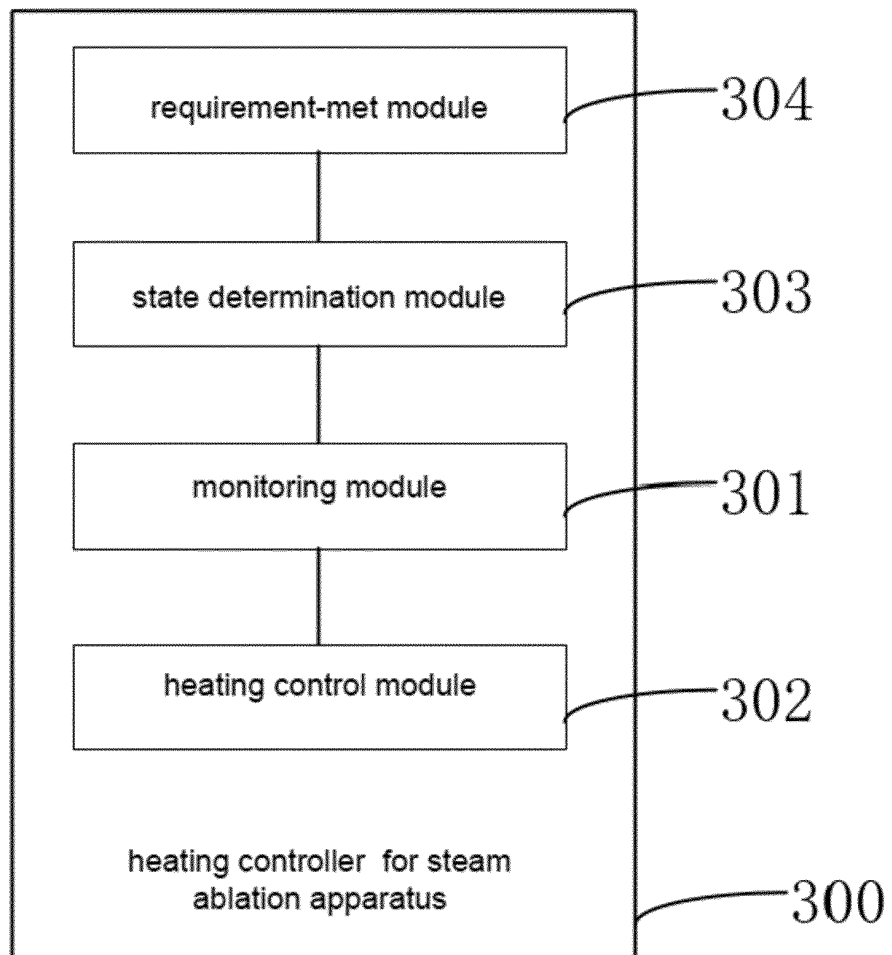 requirement-met module
304
state determination module
303
monitoring module
301
heating control module
302
heating controller for steam
ablation apparatus
300